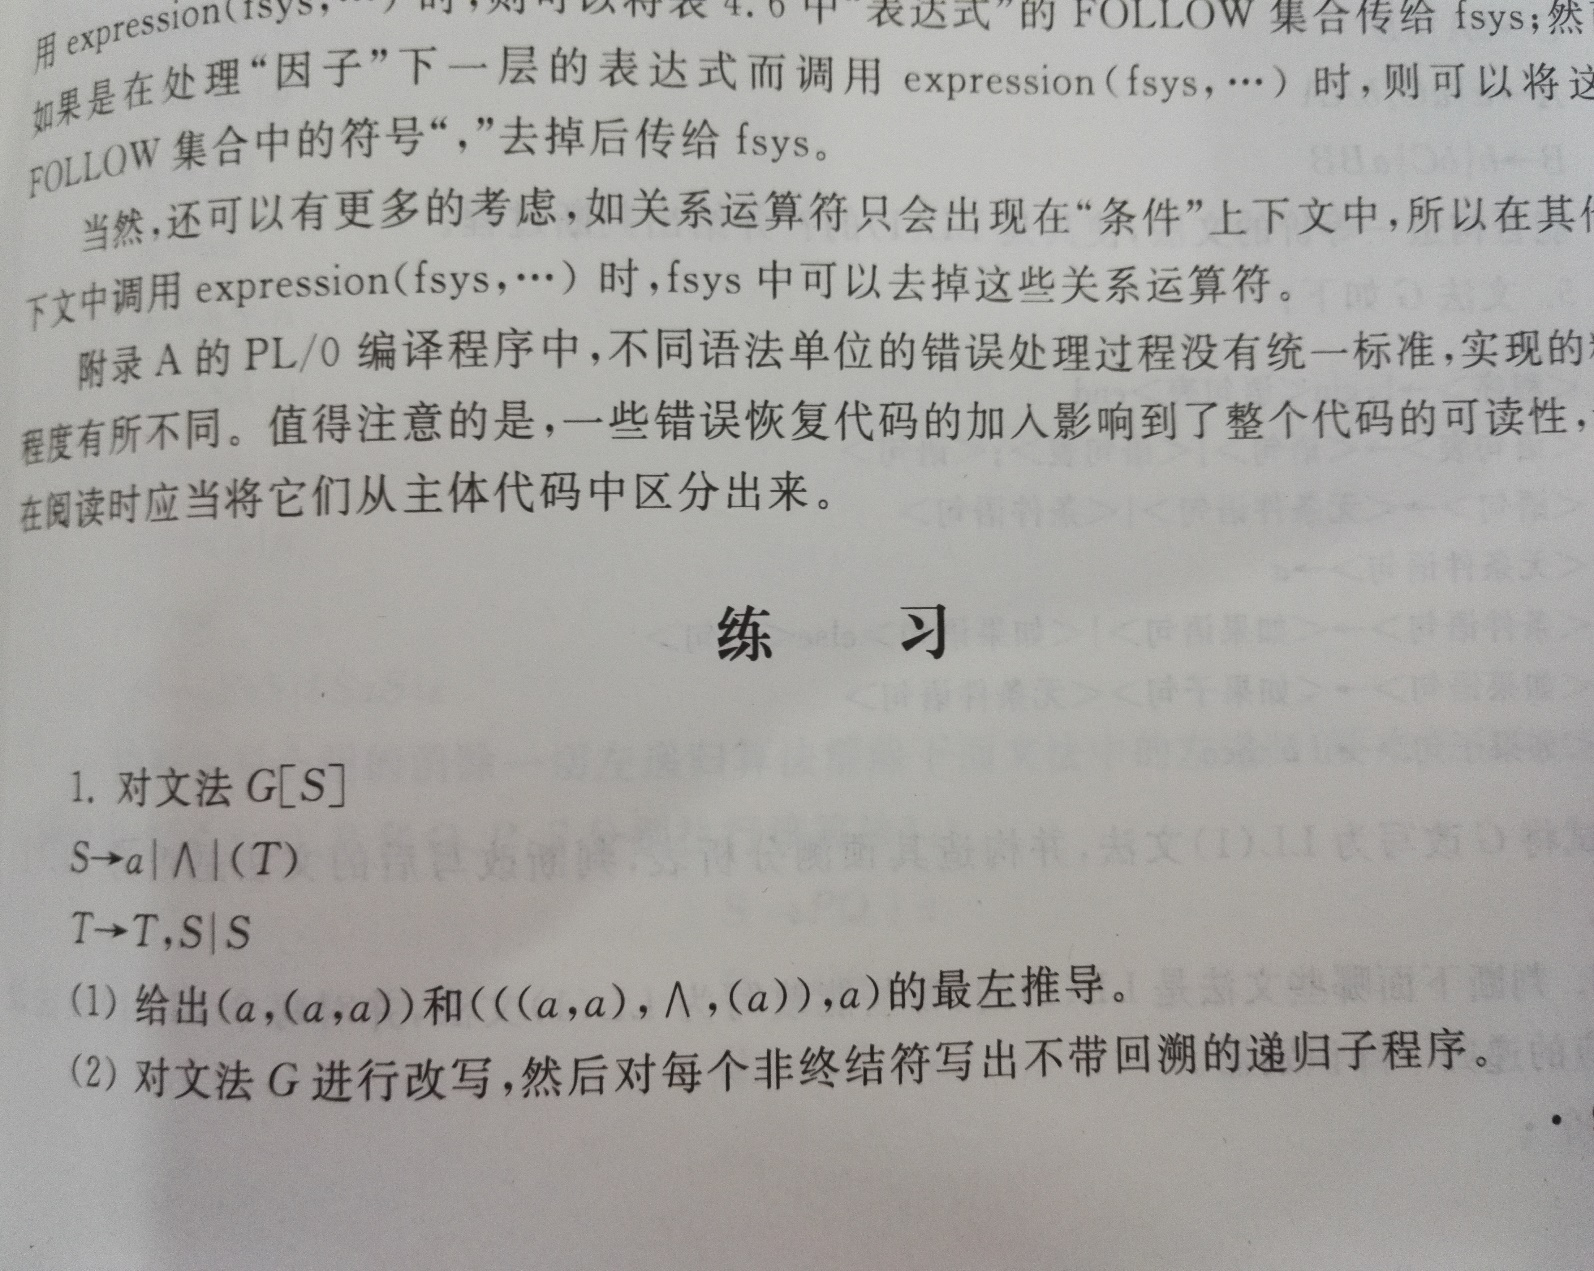 用 expression(fsys,…) 时,则可以将表 4.6 中“表达式”的 FOLLOW 集合传给 fsys;然
如果是在处理“因子”下一层的表达式而调用 expression(fsys,…) 时,则可以将这
FOLLOW 集合中的符号“,”去掉后传给 fsys。
当然,还可以有更多的考虑,如关系运算符只会出现在“条件”上下文中,所以在其他
下文中调用 expression(fsys,…) 时,fsys 中可以去掉这些关系运算符。
附录 A 的 PL/0 编译程序中,不同语法单位的错误处理过程没有统一标准,实现的
程度有所不同。值得注意的是,一些错误恢复代码的加入影响到了整个代码的可读性,
在阅读时应当将它们从主体代码中区分出来。
练 习
1. 对文法 G[S]
S→a|∧|(T)
T→T,S|S
(1) 给出(a,(a,a))和(((a,a),∧,(a)),a)的最左推导。
(2) 对文法 G 进行改写,然后对每个非终结符写出不带回溯的递归子程序。